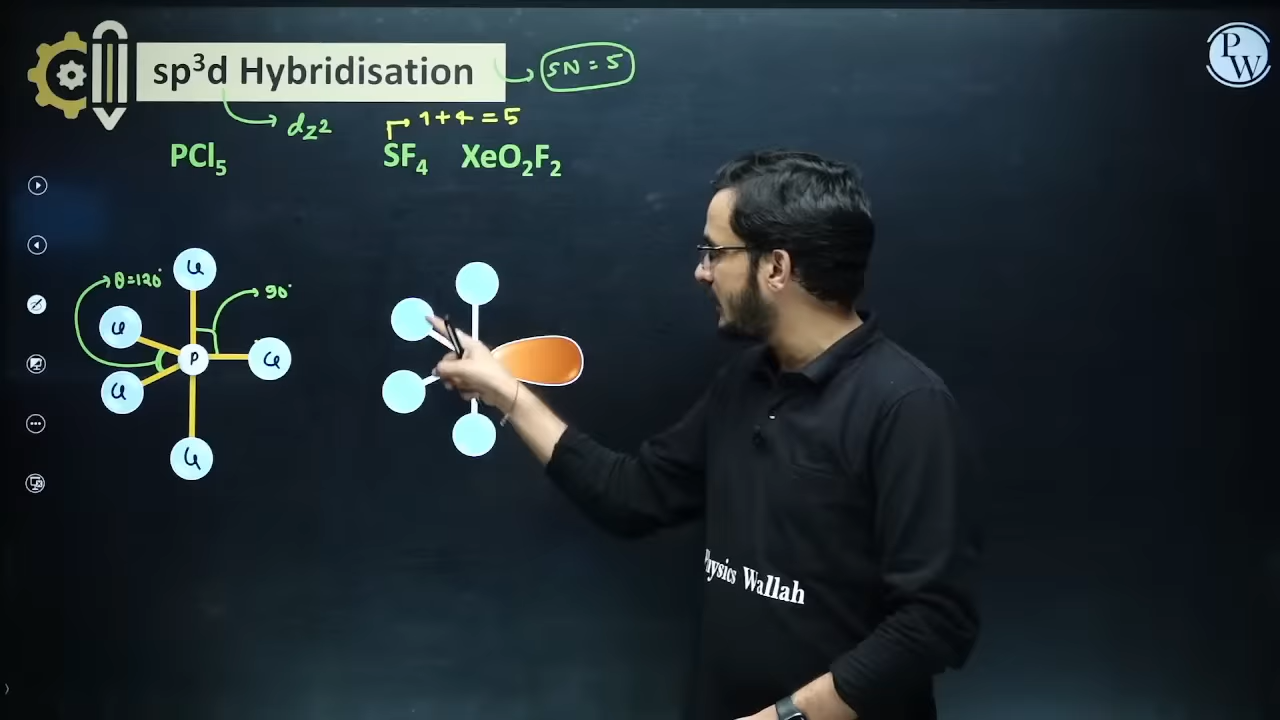 sp³d Hybridisation
SN = 5
d_z²
1 + 4 = 5
PCl₅
SF₄
XeO₂F₂
PW
θ=120°
90°
Cl
Cl
Cl
P
Cl
Cl
Physics Wallah